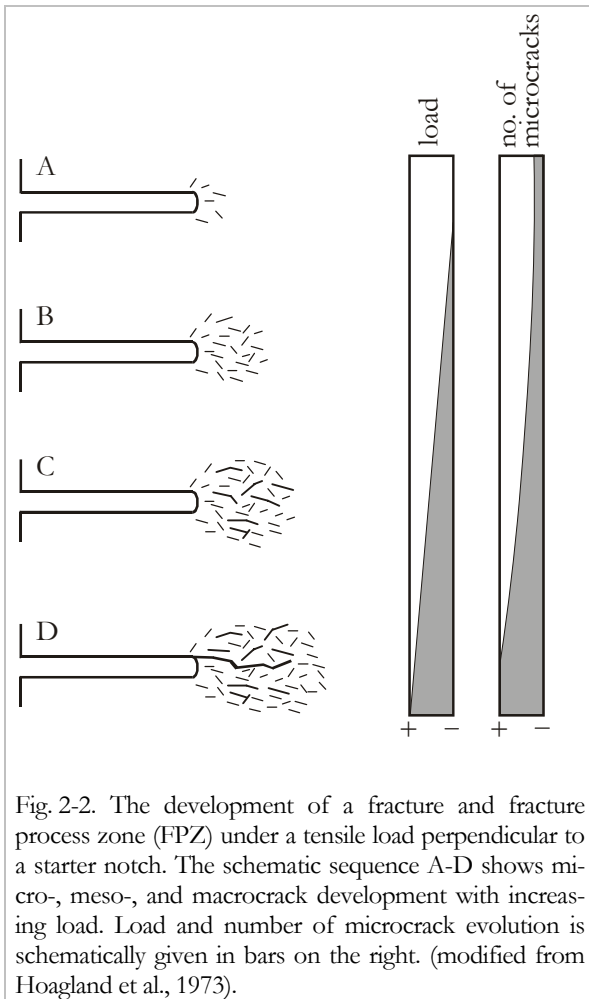 load
no. of
microcracks
A
B
C
D
+ −
+ −
Fig. 2-2. The development of a fracture and fracture
process zone (FPZ) under a tensile load perpendicular to
a starter notch. The schematic sequence A-D shows mi-
cro-, meso-, and macrocrack development with increas-
ing load. Load and number of microcrack evolution is
schematically given in bars on the right. (modified from
Hoagland et al., 1973).